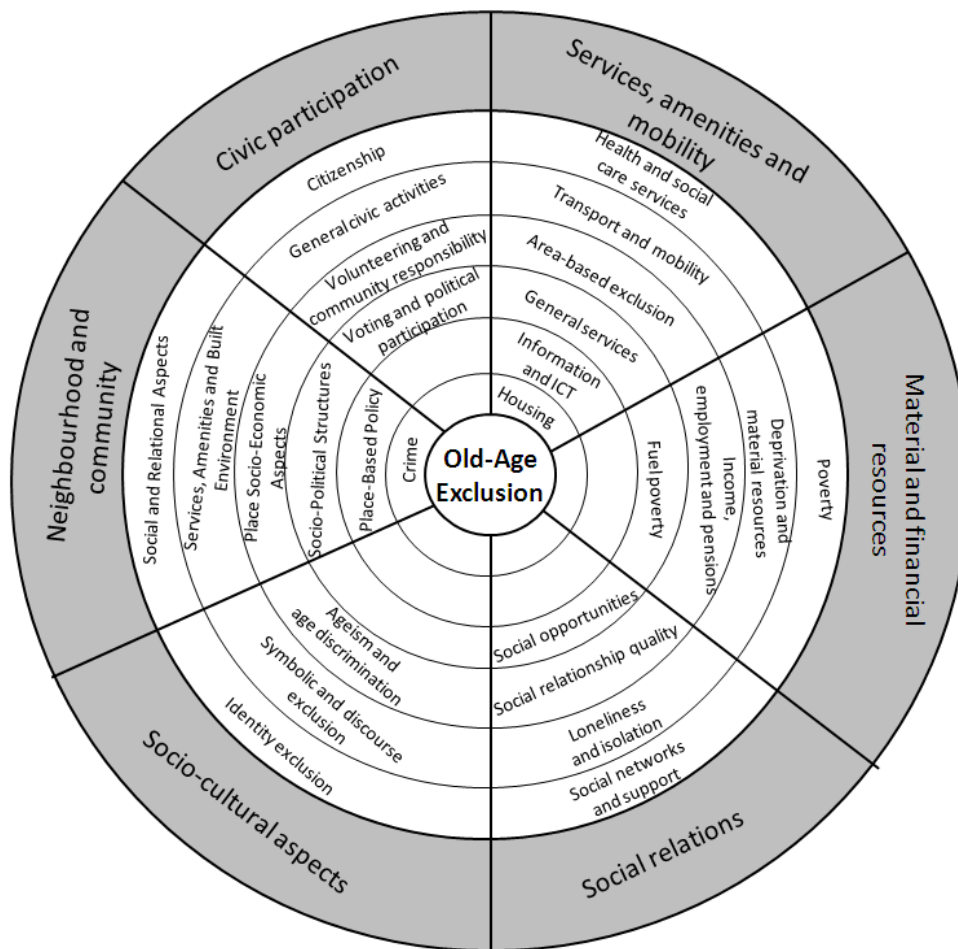 Old-Age
Exclusion
Civic participation
Citizenship
General civic activities
Volunteering and
community responsibility
Voting and political
participation
Services, amenities and
mobility
Health and social
care services
Transport and mobility
Area-based exclusion
General services
Information
and ICT
Housing
Material and financial
resources
Poverty
Deprivation and
material resources
Income,
employment and pensions
Fuel poverty
Social relations
Social networks
and support
Loneliness
and isolation
Social relationship quality
Social opportunities
Socio-cultural aspects
Identity exclusion
Symbolic and discourse
exclusion
Ageism and
age discrimination
Neighbourhood and
community
Social and Relational Aspects
Services, Amenities and Built
Environment
Place Socio-Economic
Aspects
Socio-Political Structures
Place-Based Policy
Crime